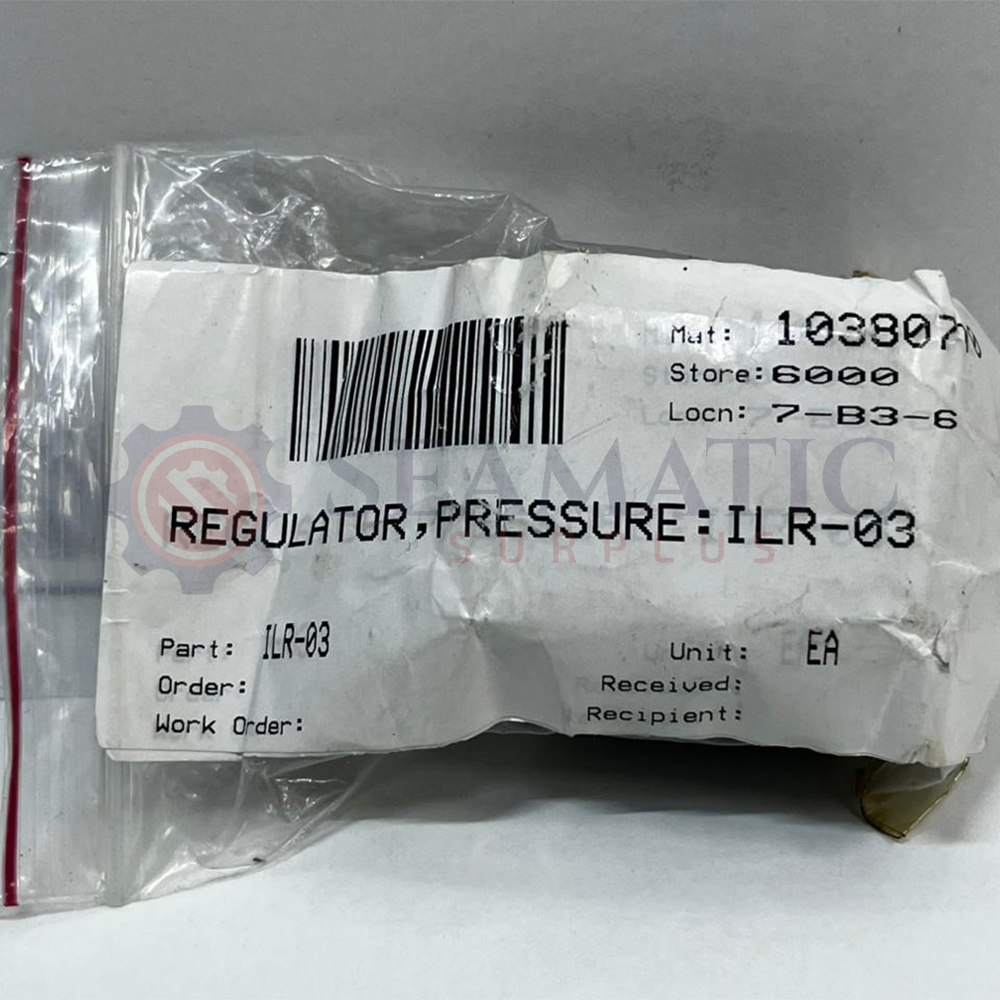 Mat: 103807
Store: 6000
Locn: 7-B3-6
SEAMATIC
SURPLUS
REGULATOR,PRESSURE:ILR-03
Part: ILR-03
Unit: EA
Order:
Received:
Work Order:
Recipient: